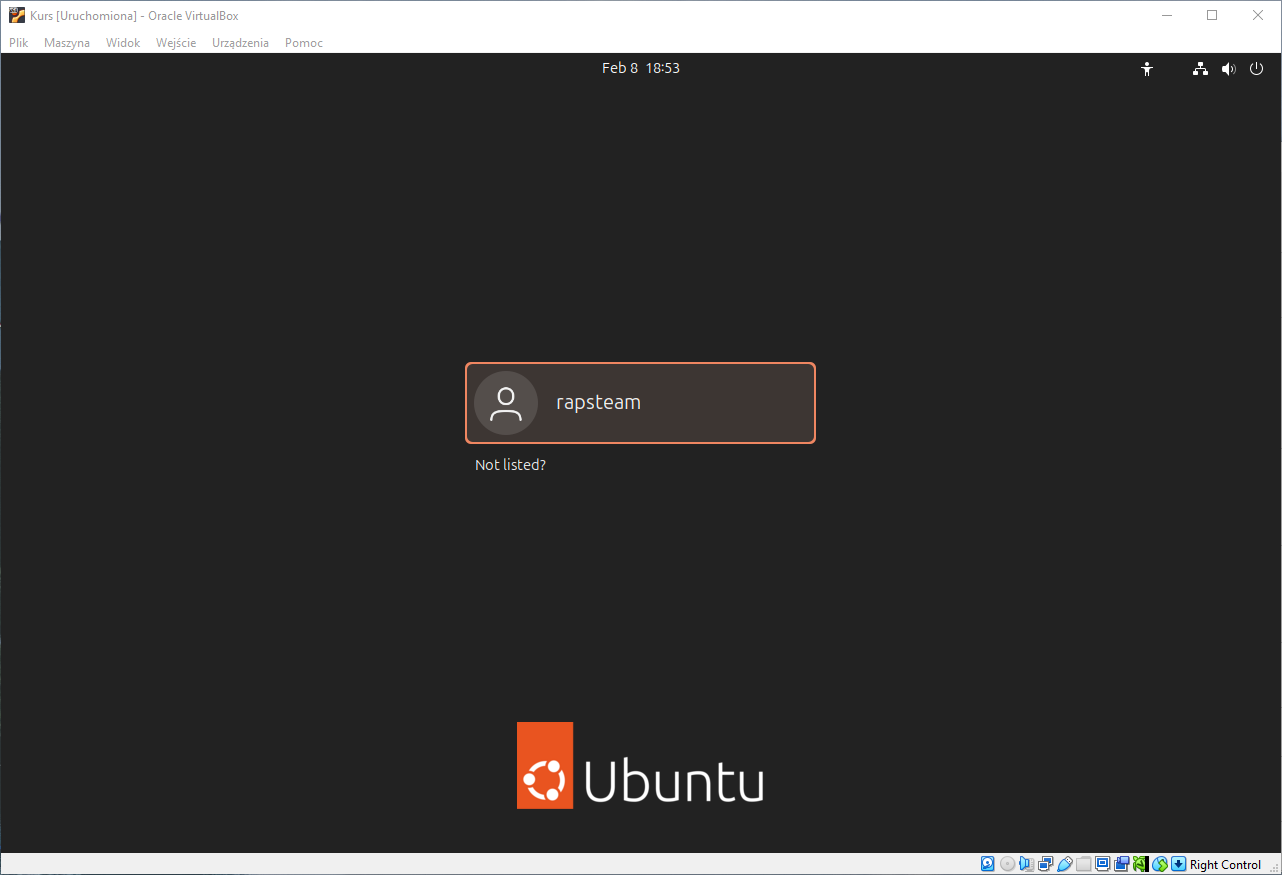 Kurs [Uruchomiona] - Oracle VirtualBox
Plik Maszyna Widok Wejście Urządzenia Pomoc
Feb 8 18:53
rapsteam
Not listed?
Ubuntu
Right Control